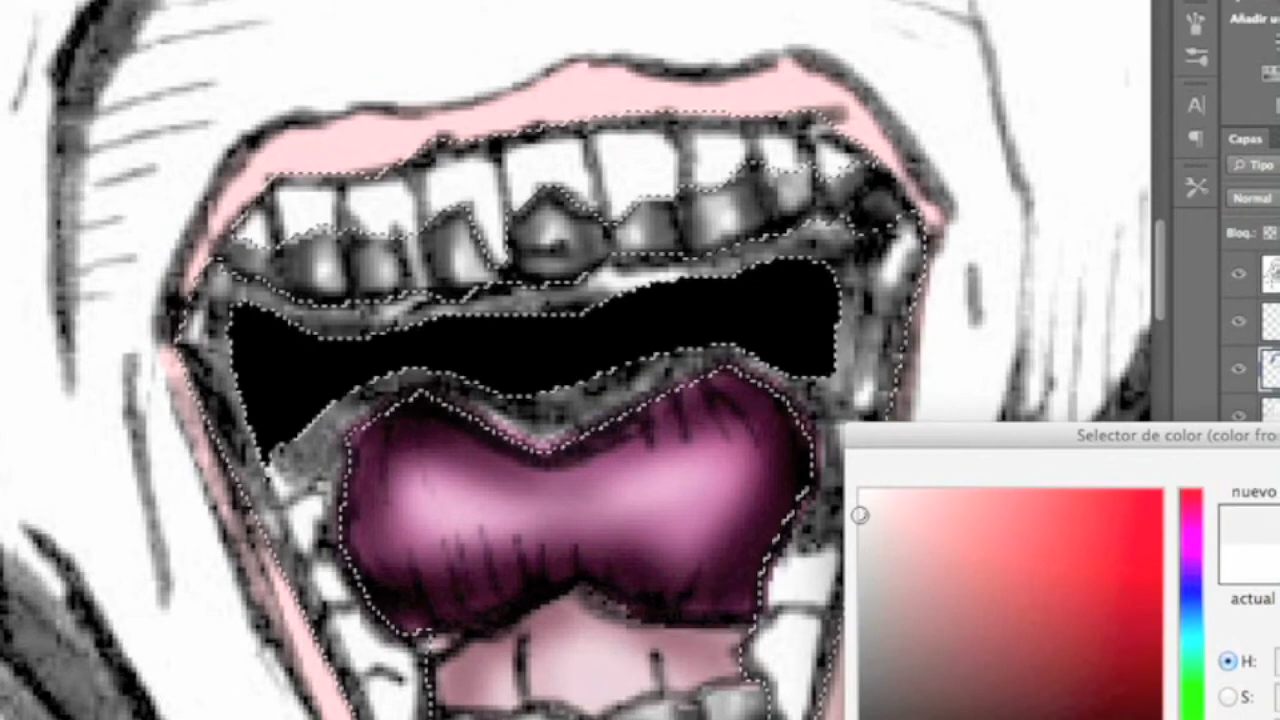 Añadir u
A|
Capas
Tipo
Normal
Bloq.:
Selector de color (color fro
nuevo
actual
H:
S: